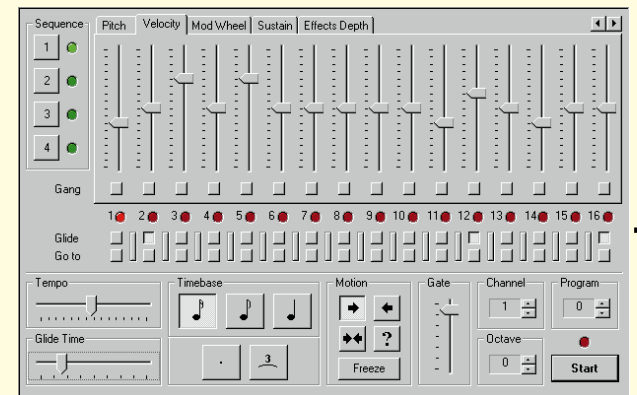 Sequence
Pitch Velocity Mod Wheel Sustain Effects Depth
1
2
3
4
Gang
1 2 3 4 5 6 7 8 9 10 11 12 13 14 15 16
Glide
Go to
Tempo
Timebase
Motion
Gate
Channel
Program
1
0
?
Glide Time
3
Freeze
Octave
0
Start